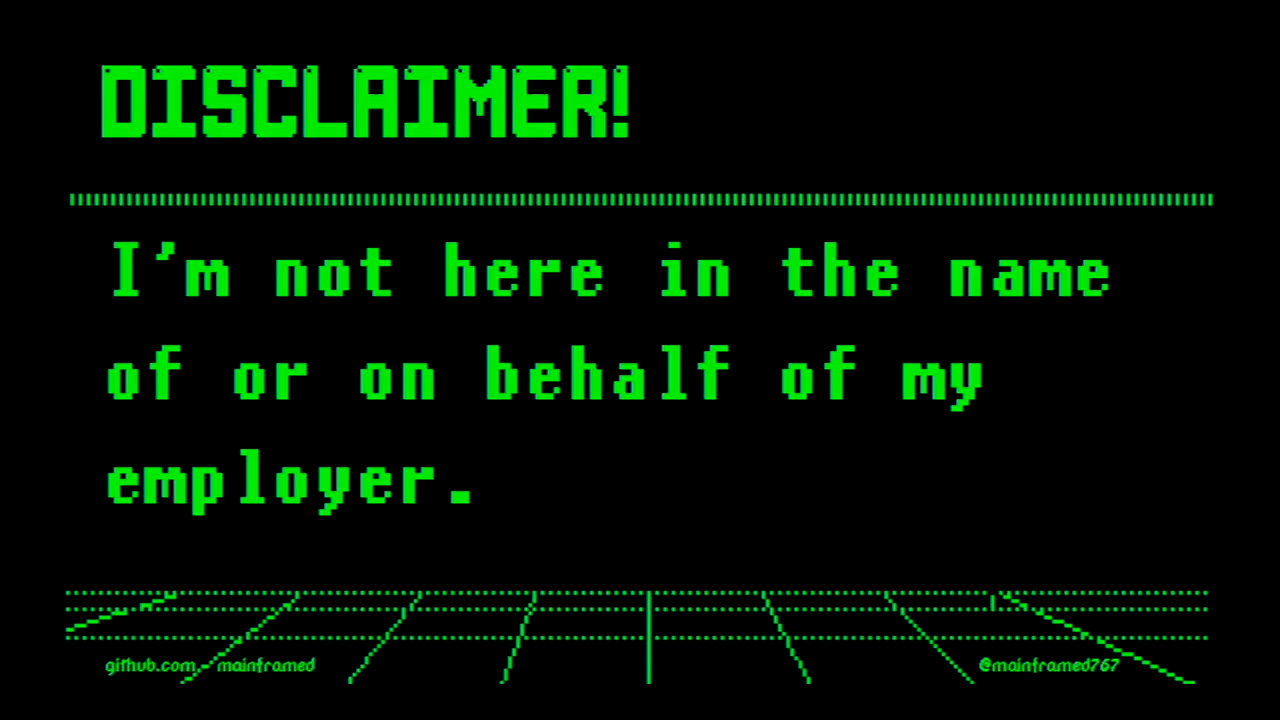 DISCLAIMER!
I'm not here in the name
of or on behalf of my
employer.
github.com - mainframed
@mainframed767